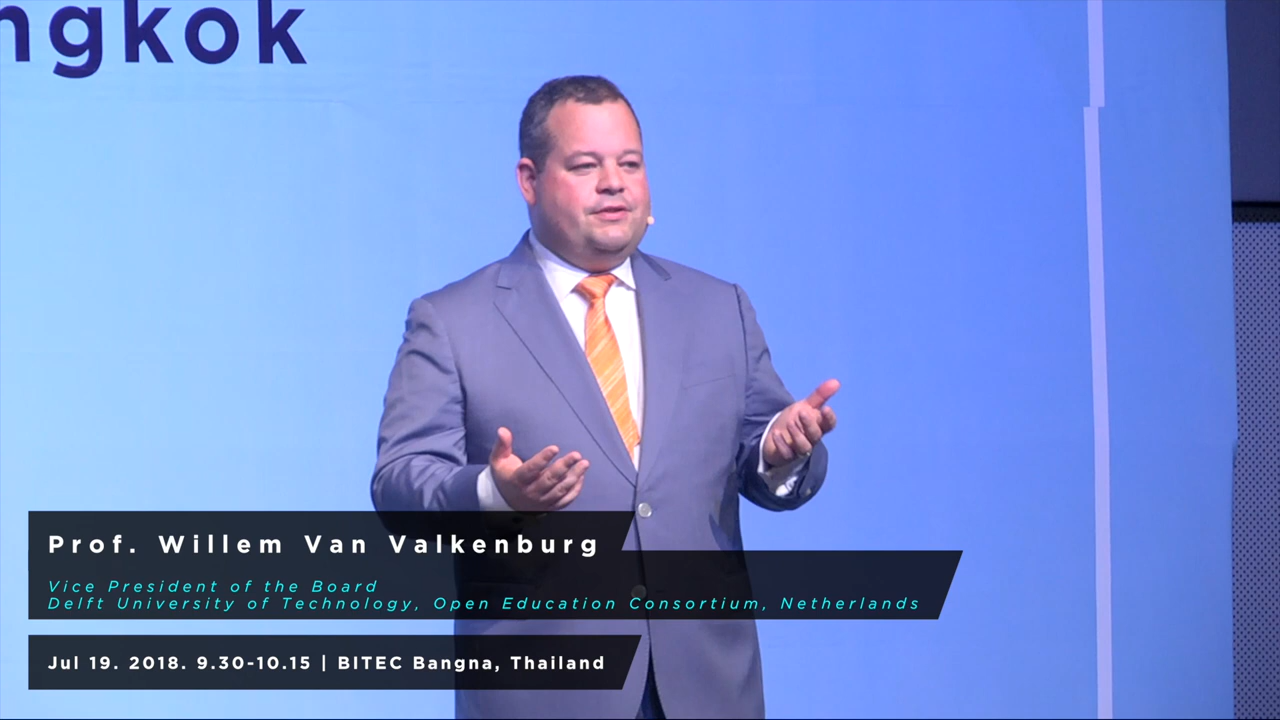 ngkok
Prof. Willem Van Valkenburg
Vice President of the Board
Delft University of Technology, Open Education Consortium, Netherlands
Jul 19. 2018. 9.30-10.15 | BITEC Bangna, Thailand